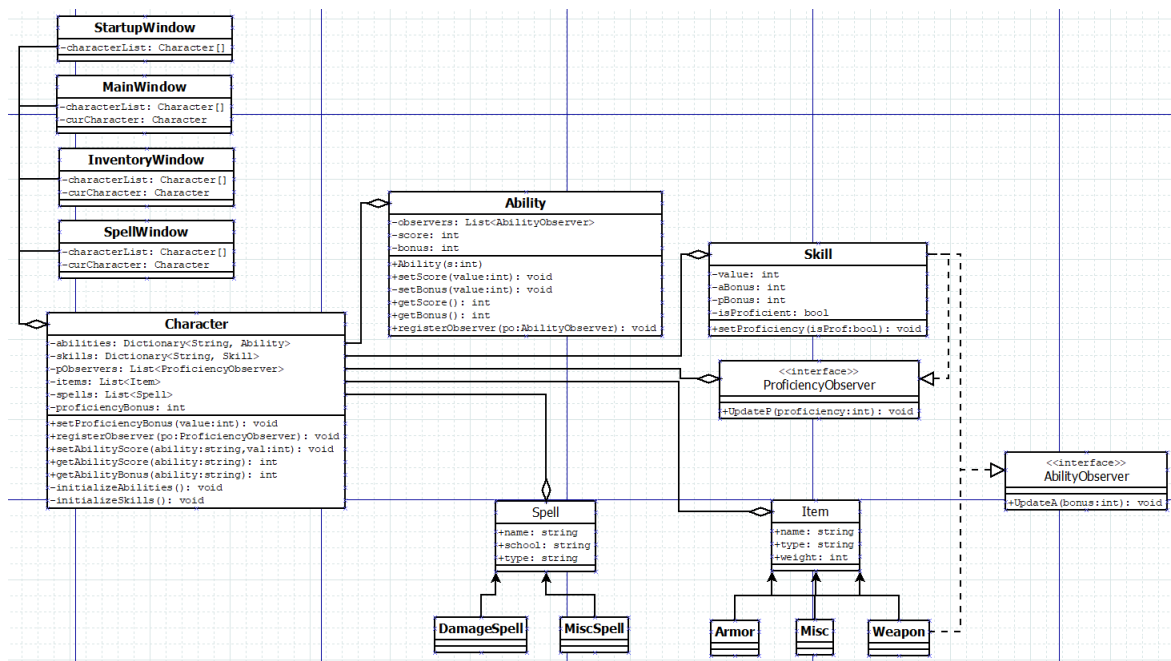 StartupWindow
-characterList: Character[]
MainWindow
-characterList: Character[]
-curCharacter: Character
InventoryWindow
-characterList: Character[]
-curCharacter: Character
SpellWindow
-characterList: Character[]
-curCharacter: Character
Character
-abilities: Dictionary<String, Ability>
-skills: Dictionary<String, Skill>
-pObservers: List<ProficiencyObserver>
-items: List<Item>
-spells: List<Spell>
-proficiencyBonus: int
+setProficiencyBonus(value:int): void
+registerObserver(po:ProficiencyObserver): void
+setAbilityScore(ability:string,val:int): void
+getAbilityScore(ability:string): int
+getAbilityBonus(ability:string): int
-initializeAbilities(): void
-initializeSkills(): void
Ability
-observers: List<AbilityObserver>
-score: int
-bonus: int
+Ability(s:int)
+setScore(value:int): void
-setBonus(value:int): void
+getScore(): int
+getBonus(): int
+registerObserver(po:AbilityObserver): void
Skill
-value: int
-aBonus: int
-pBonus: int
-isProficient: bool
+setProficiency(isProf:bool): void
<<interface>>
ProficiencyObserver
+UpdateP(proficiency:int): void
<<interface>>
AbilityObserver
+UpdateA(bonus:int): void
Spell
+name: string
+school: string
+type: string
Item
+name: string
+type: string
+weight: int
DamageSpell
MiscSpell
Armor
Misc
Weapon